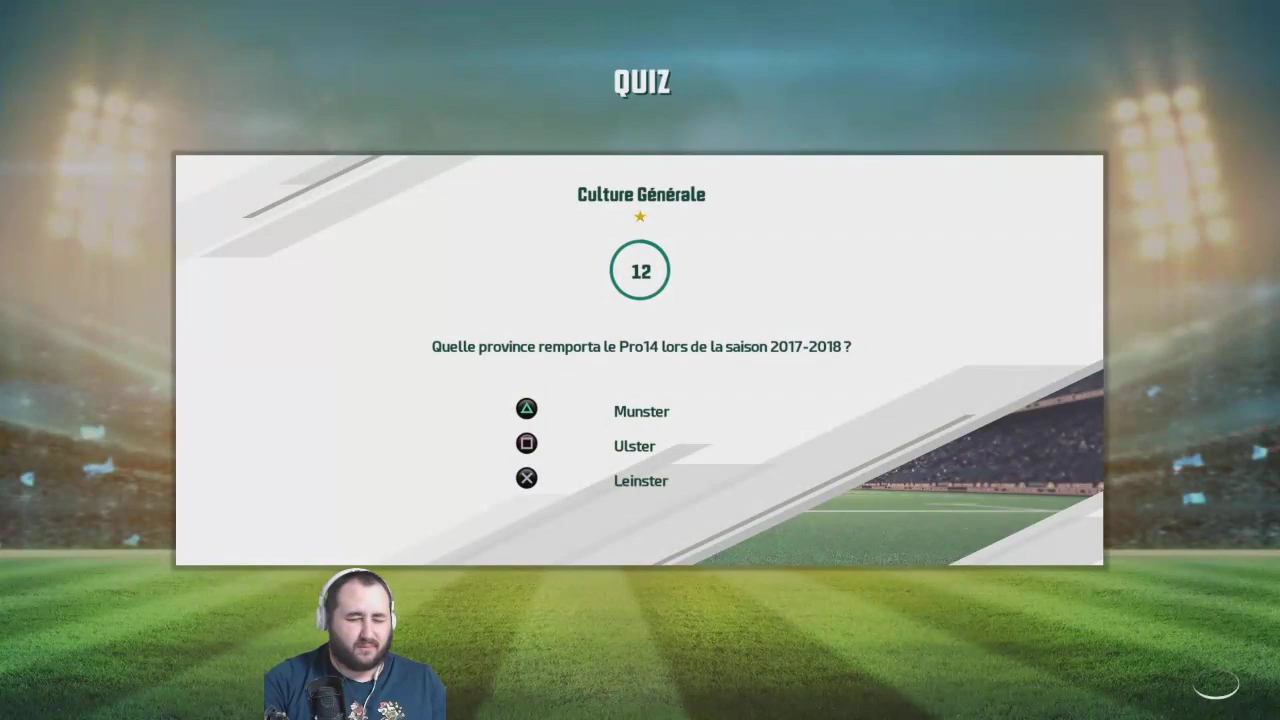 QUIZ
Culture Générale
12
Quelle province remporta le Pro14 lors de la saison 2017-2018 ?
Munster
Ulster
Leinster